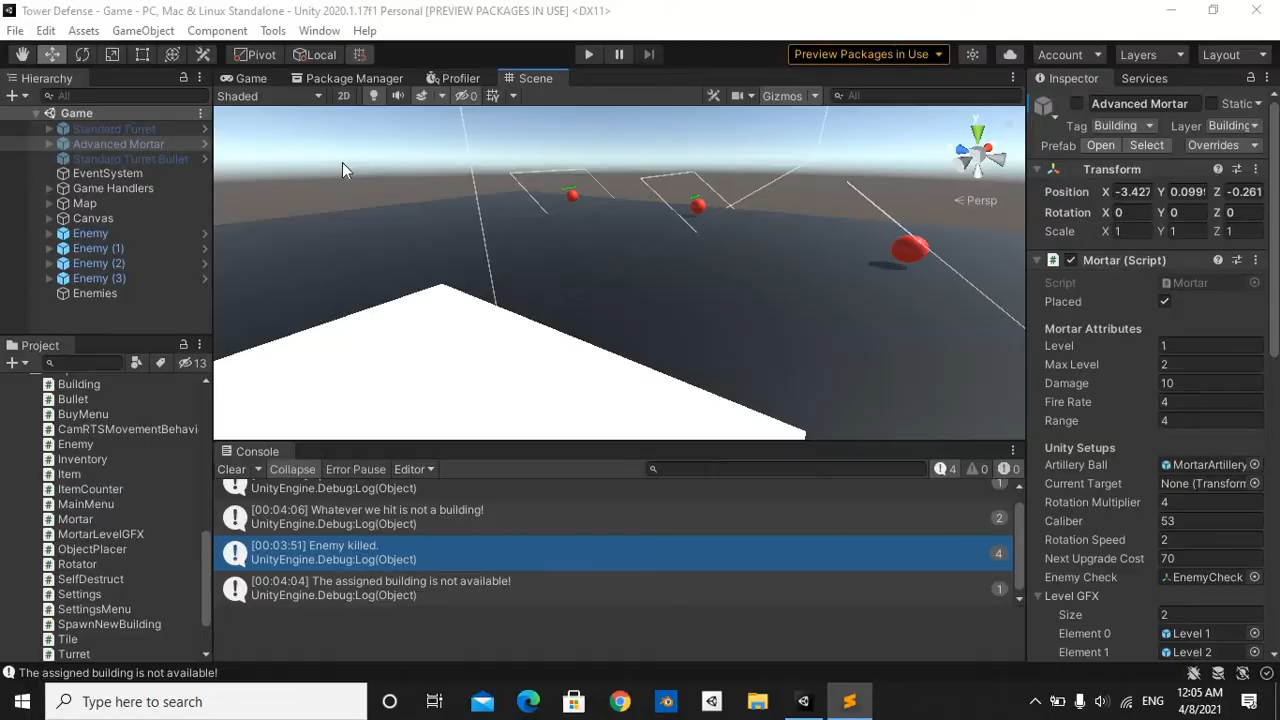 Tower Defense - Game - PC, Mac & Linux Standalone - Unity 2020.1.17f1 Personal [PREVIEW PACKAGES IN USE] <DX11>
File Edit Assets GameObject Component Tools Window Help
Pivot Local Preview Packages in Use Account Layers Layout
Hierarchy Game Package Manager Profiler Scene Inspector Services
All Shaded 2D 0 Gizmos All
Game
Standard Turret
Advanced Mortar
Standard Turret Bullet
EventSystem
Game Handlers
Map
Canvas
Enemy
Enemy (1)
Enemy (2)
Enemy (3)
Enemies
Project
13
Building
Bullet
BuyMenu
CamRTSMovementBehavi
Enemy
Inventory
Item
ItemCounter
MainMenu
Mortar
MortarLevelGFX
ObjectPlacer
Rotator
SelfDestruct
Settings
SettingsMenu
SpawnNewBuilding
Tile
Turret
y
Persp
Console
Clear Collapse Error Pause Editor 4 0 0
UnityEngine.Debug:Log(Object) 1
[00:04:06] Whatever we hit is not a building!
UnityEngine.Debug:Log(Object) 2
[00:03:51] Enemy killed.
UnityEngine.Debug:Log(Object) 4
[00:04:04] The assigned building is not available!
UnityEngine.Debug:Log(Object) 1
Advanced Mortar Static
Tag Building Layer Building
Prefab Open Select Overrides
Transform
Position X -3.427 Y 0.099 Z -0.261
Rotation X 0 Y 0 Z 0
Scale X 1 Y 1 Z 1
Mortar (Script)
Script Mortar
Placed
Mortar Attributes
Level 1
Max Level 2
Damage 10
Fire Rate 4
Range 4
Unity Setups
Artillery Ball MortarArtillery
Current Target None (Transform
Rotation Multiplier 4
Caliber 53
Rotation Speed 2
Next Upgrade Cost 70
Enemy Check EnemyCheck
Level GFX
Size 2
Element 0 Level 1
Element 1 Level 2
The assigned building is not available!
Type here to search
ENG
12:05 AM
4/8/2021